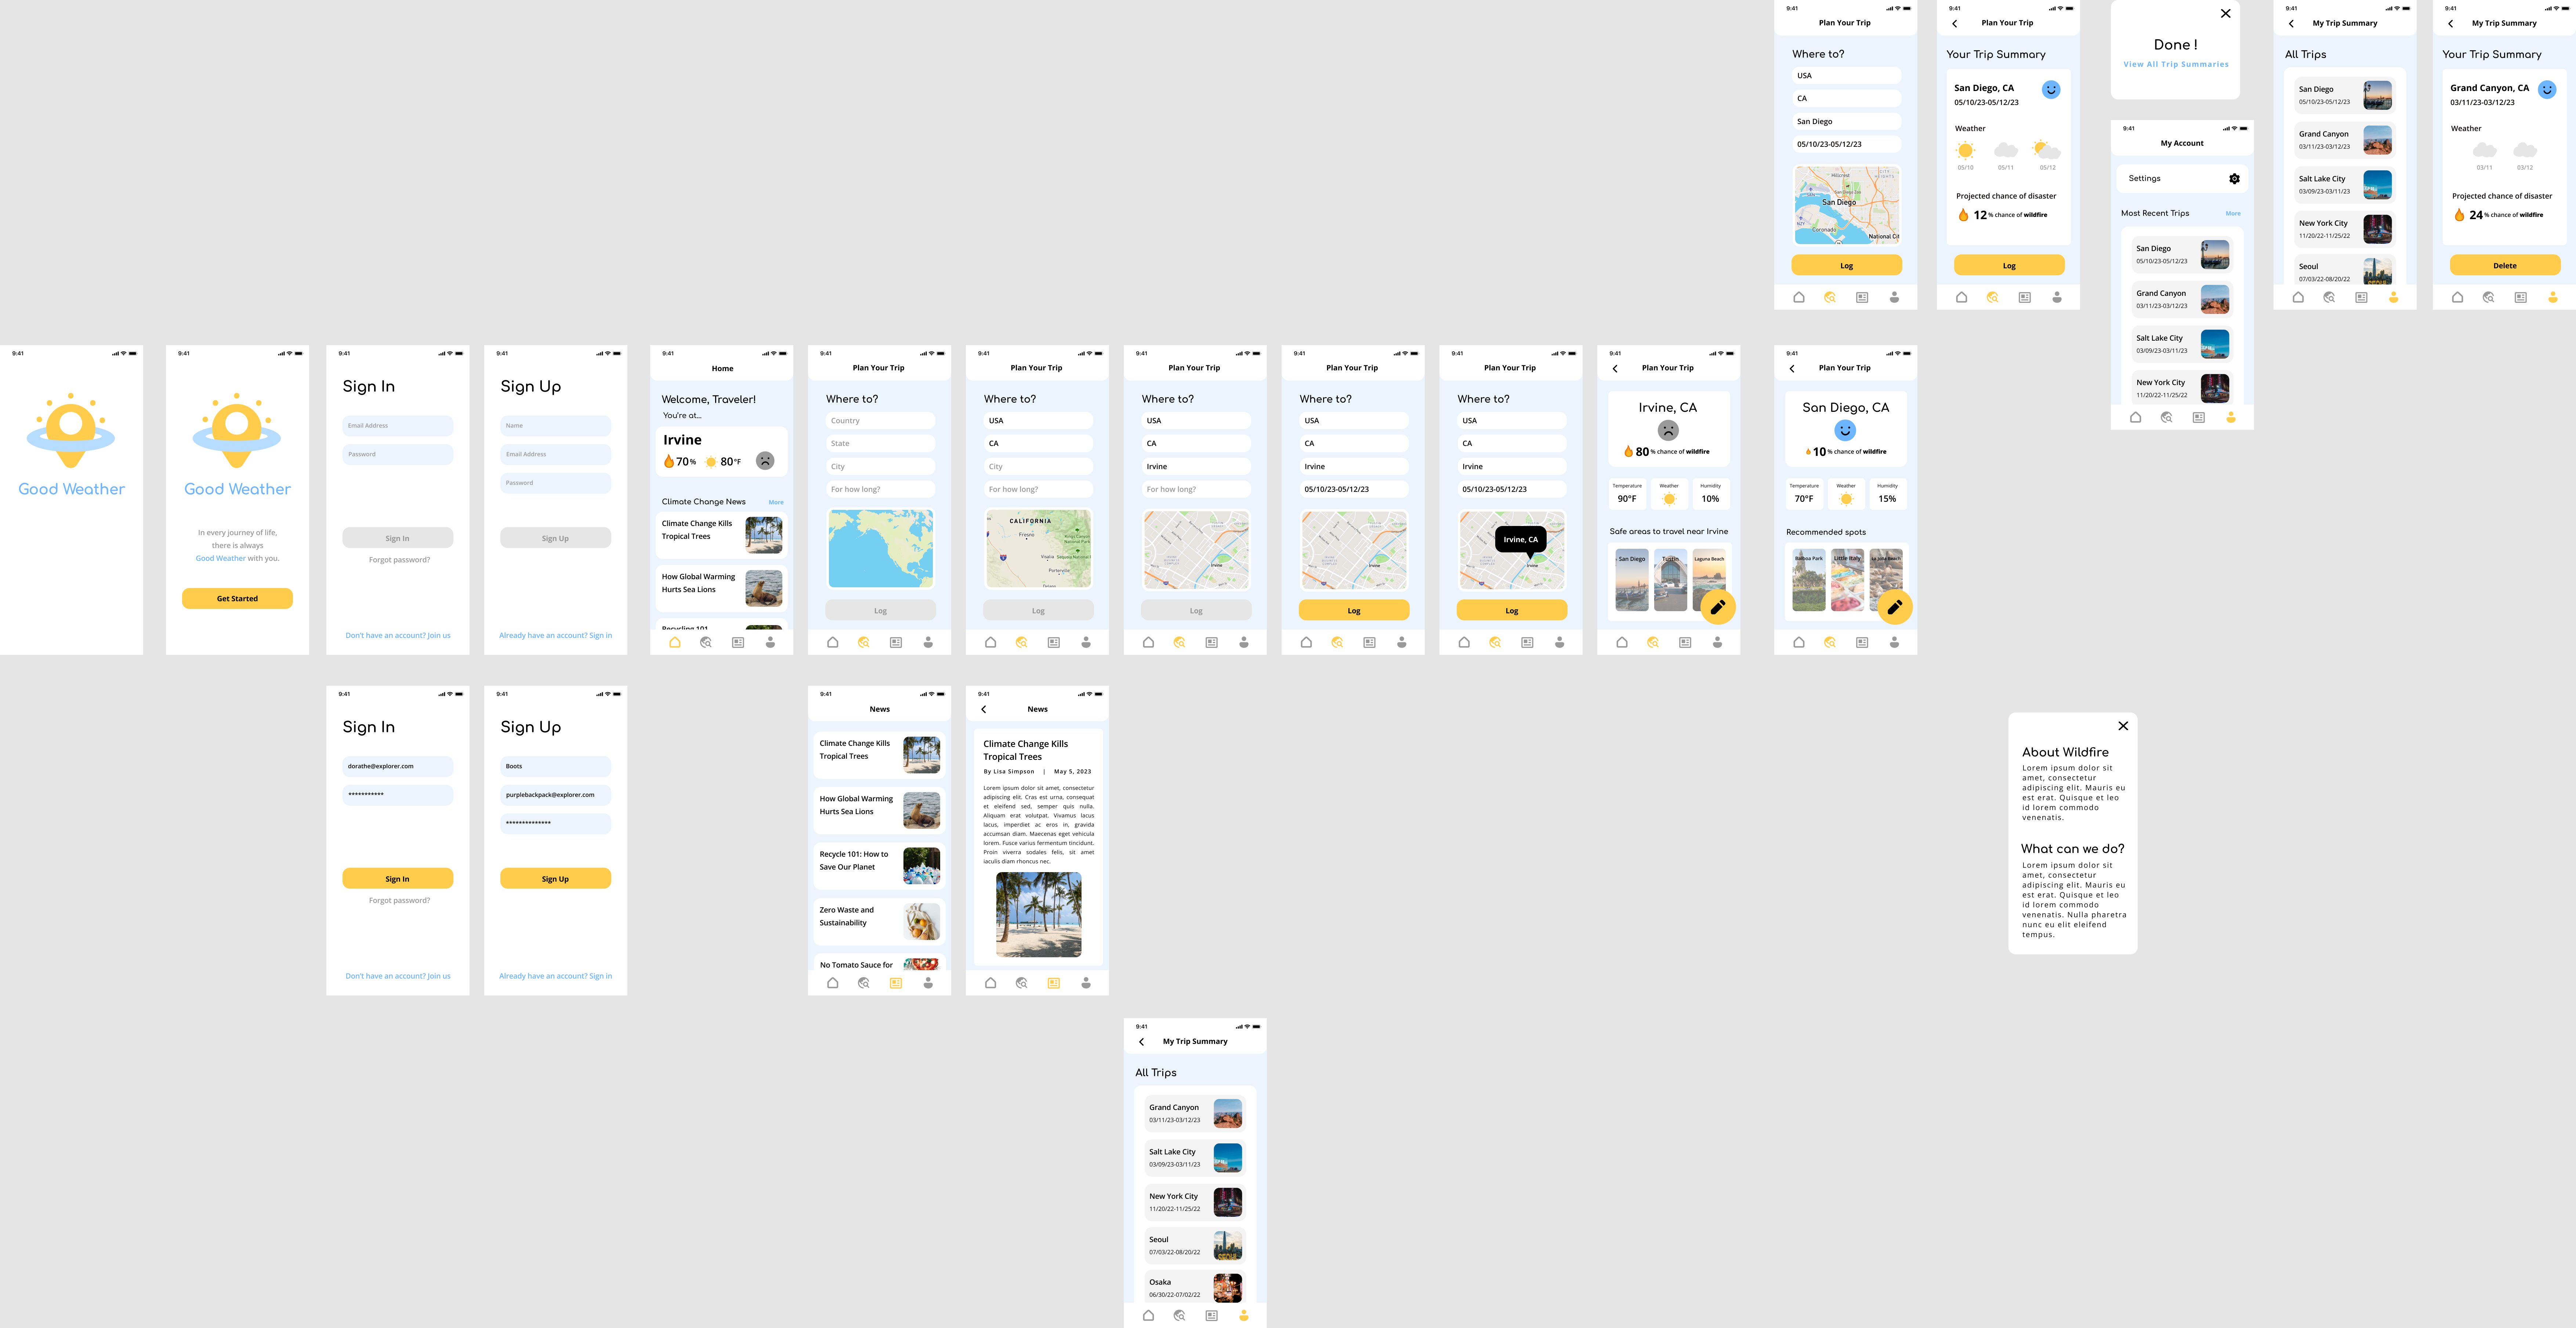 9:41
Plan Your Trip
Where to?
USA
CA
San Diego
05/10/23-05/12/23
Hillcrest
San Diego
Coronado
National Cit
Log
9:41
Plan Your Trip
Your Trip Summary
San Diego, CA
05/10/23-05/12/23
Weather
05/10
05/11
05/12
Projected chance of disaster
12 % chance of wildfire
Log
Done !
View All Trip Summaries
9:41
My Account
Settings
Most Recent Trips
More
San Diego
05/10/23-05/12/23
Grand Canyon
03/11/23-03/12/23
Salt Lake City
03/09/23-03/11/23
New York City
11/20/22-11/25/22
9:41
My Trip Summary
All Trips
San Diego
05/10/23-05/12/23
Grand Canyon
03/11/23-03/12/23
Salt Lake City
03/09/23-03/11/23
New York City
11/20/22-11/25/22
Seoul
07/03/22-08/20/22
9:41
My Trip Summary
Your Trip Summary
Grand Canyon, CA
03/11/23-03/12/23
Weather
03/11
03/12
Projected chance of disaster
24 % chance of wildfire
Delete
9:41
Good Weather
9:41
Good Weather
In every journey of life,
there is always
Good Weather with you.
Get Started
9:41
Sign In
Email Address
Password
Sign In
Forgot password?
Don't have an account? Join us
9:41
Sign Up
Name
Email Address
Password
Sign Up
Already have an account? Sign in
9:41
Home
Welcome, Traveler!
You're at...
Irvine
70 %
80 °F
Climate Change News
More
Climate Change Kills
Tropical Trees
How Global Warming
Hurts Sea Lions
Recycling 101
9:41
Plan Your Trip
Where to?
Country
State
City
For how long?
Log
9:41
Plan Your Trip
Where to?
USA
CA
City
For how long?
CALIFORNIA
Fresno
Visalia
Porterville
Log
9:41
Plan Your Trip
Where to?
USA
CA
Irvine
For how long?
Irvine
Log
9:41
Plan Your Trip
Where to?
USA
CA
Irvine
05/10/23-05/12/23
Irvine
Log
9:41
Plan Your Trip
Where to?
USA
CA
Irvine
05/10/23-05/12/23
Irvine, CA
Irvine
Log
9:41
Plan Your Trip
Irvine, CA
80 % chance of wildfire
Temperature
90°F
Weather
Humidity
10%
Safe areas to travel near Irvine
San Diego
Tustin
Laguna Beach
9:41
Plan Your Trip
San Diego, CA
10 % chance of wildfire
Temperature
70°F
Weather
Humidity
15%
Recommended spots
Balboa Park
Little Italy
La Jolla Beach
9:41
Sign In
dorathe@explorer.com
***********
Sign In
Forgot password?
Don't have an account? Join us
9:41
Sign Up
Boots
purplebackpack@explorer.com
**************
Sign Up
Already have an account? Sign in
9:41
News
Climate Change Kills
Tropical Trees
How Global Warming
Hurts Sea Lions
Recycle 101: How to
Save Our Planet
Zero Waste and
Sustainability
No Tomato Sauce for
9:41
News
Climate Change Kills
Tropical Trees
By Lisa Simpson | May 5, 2023
Lorem ipsum dolor sit amet, consectetur
adipiscing elit. Cras est urna, consequat
et eleifend sed, semper quis nulla.
Aliquam erat volutpat. Vivamus lacus
lacus, imperdiet ac eros in, gravida
accumsan diam. Maecenas eget vehicula
lorem. Fusce varius fermentum tincidunt.
Proin viverra sodales felis, sit amet
iaculis diam rhoncus nec.
About Wildfire
Lorem ipsum dolor sit
amet, consectetur
adipiscing elit. Mauris eu
est erat. Quisque et leo
id lorem commodo
venenatis.
What can we do?
Lorem ipsum dolor sit
amet, consectetur
adipiscing elit. Mauris eu
est erat. Quisque et leo
id lorem commodo
venenatis. Nulla pharetra
nunc eu elit eleifend
tempus.
9:41
My Trip Summary
All Trips
Grand Canyon
03/11/23-03/12/23
Salt Lake City
03/09/23-03/11/23
New York City
11/20/22-11/25/22
Seoul
07/03/22-08/20/22
Osaka
06/30/22-07/02/22